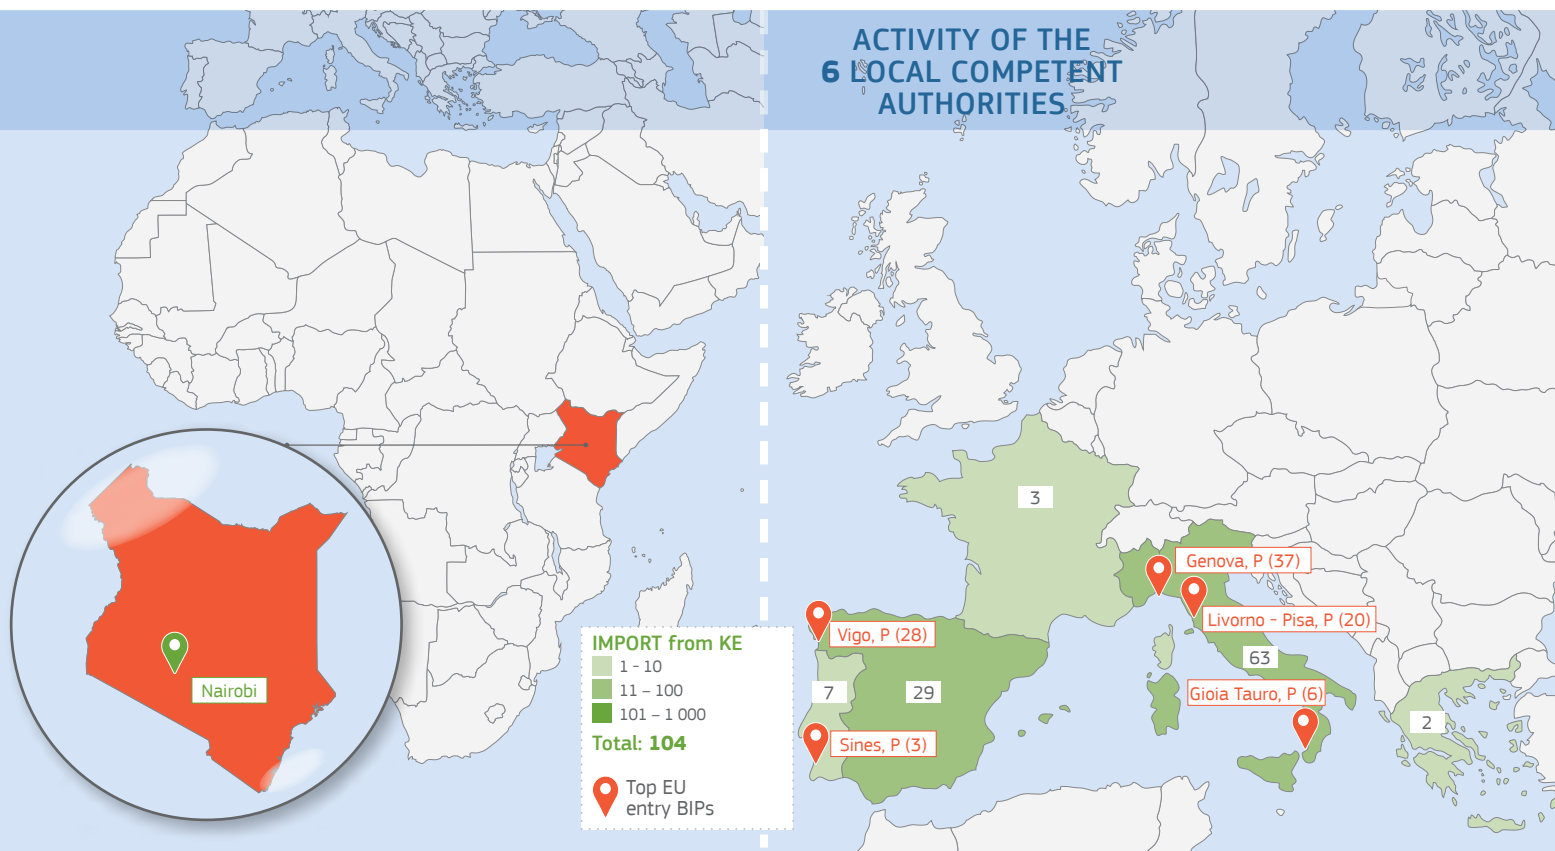 ACTIVITY OF THE
6 LOCAL COMPETENT
AUTHORITIES
Nairobi
IMPORT from KE
1 - 10
11 – 100
101 – 1 000
Total: 104
Top EU
entry BIPs
3
Genova, P (37)
Livorno - Pisa, P (20)
Vigo, P (28)
63
7
29
Gioia Tauro, P (6)
2
Sines, P (3)